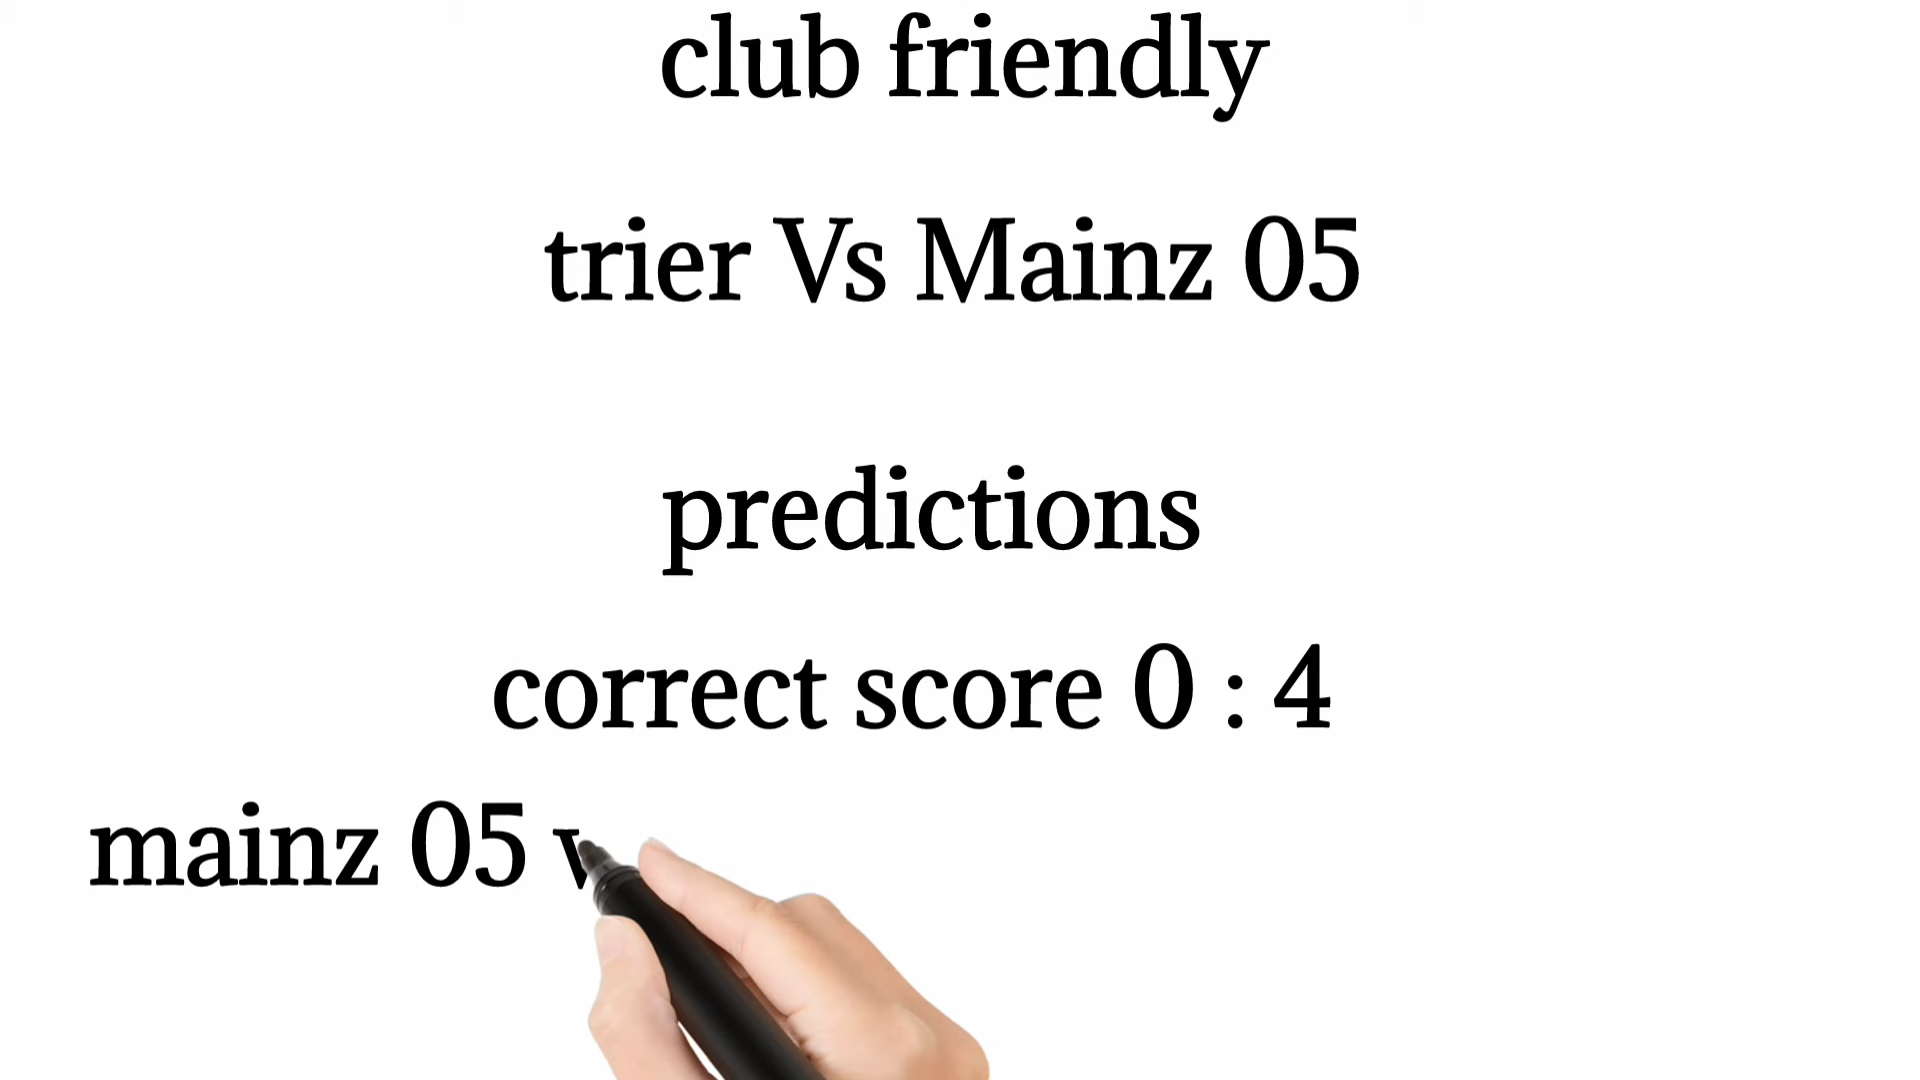 club friendly
trier Vs Mainz 05
predictions
correct score 0 : 4
mainz 05